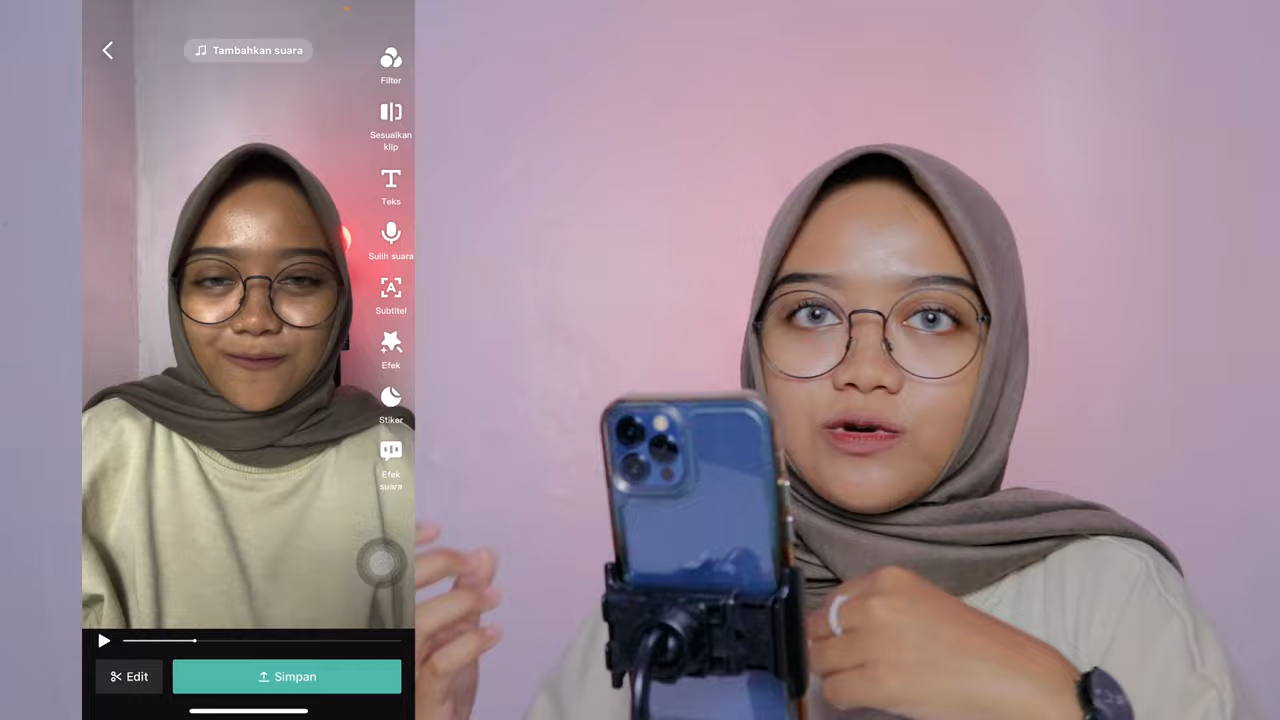 Tambahkan suara
Filter
Sesuaikan
klip
Teks
Sulih suara
Subtitel
Efek
Stiker
Efek
suara
Edit
Simpan